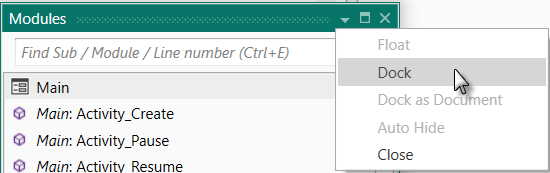 Modules
Find Sub / Module / Line number (Ctrl+E)
Main
Main: Activity_Create
Main: Activity_Pause
Main: Activity_Resume
Float
Dock
Dock as Document
Auto Hide
Close